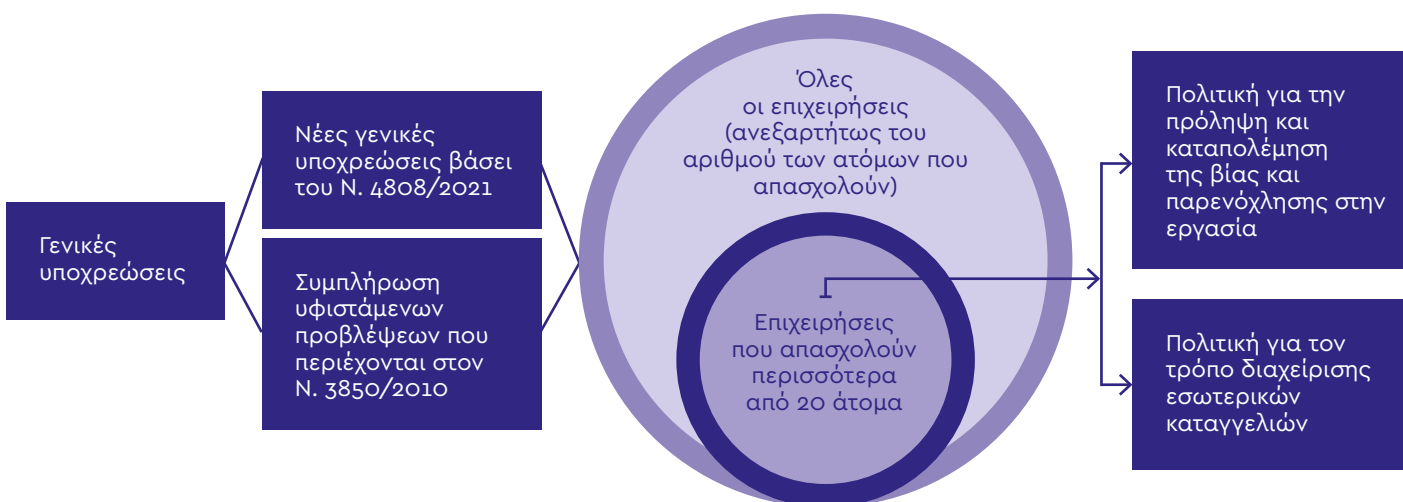 Γενικές
υποχρεώσεις
Νέες γενικές
υποχρεώσεις βάσει
του Ν. 4808/2021
Συμπλήρωση
υφιστάμενων
προβλέψεων που
περιέχονται στον
Ν. 3850/2010
Όλες
οι επιχειρήσεις
(ανεξαρτήτως του
αριθμού των ατόμων που
απασχολούν)
Επιχειρήσεις
που απασχολούν
περισσότερα
από 20 άτομα
Πολιτική για την
πρόληψη και
καταπολέμηση
της βίας και
παρενόχλησης στην
εργασία
Πολιτική για τον
τρόπο διαχείρισης
εσωτερικών
καταγγελιών